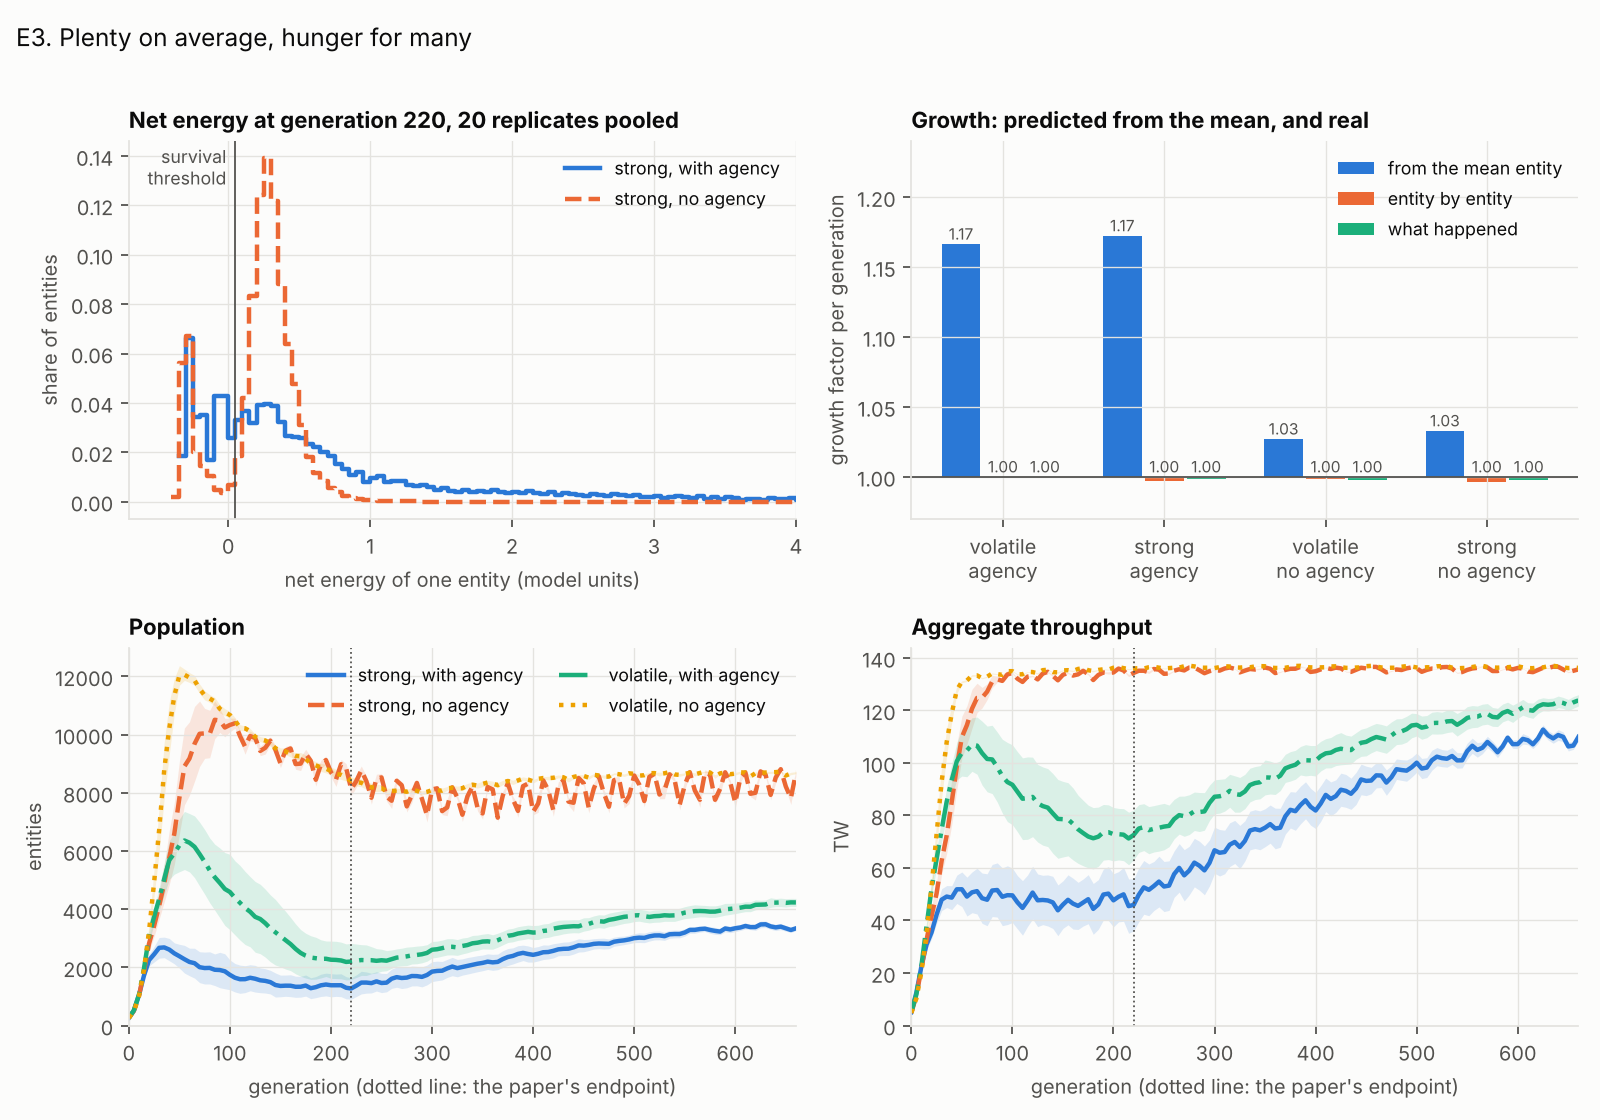 E3. Plenty on average, hunger for many
Net energy at generation 220, 20 replicates pooled
survival
threshold
strong, with agency
strong, no agency
0.14
0.12
0.10
0.08
0.06
0.04
0.02
0.00
share of entities
0
1
2
3
4
net energy of one entity (model units)
Growth: predicted from the mean, and real
from the mean entity
entity by entity
what happened
1.20
1.15
1.10
1.05
1.00
growth factor per generation
1.17
1.00
1.00
1.17
1.00
1.00
1.03
1.00
1.00
1.03
1.00
1.00
volatile
agency
strong
agency
volatile
no agency
strong
no agency
Population
strong, with agency
strong, no agency
volatile, with agency
volatile, no agency
12000
10000
8000
6000
4000
2000
0
entities
0
100
200
300
400
500
600
generation (dotted line: the paper's endpoint)
Aggregate throughput
140
120
100
80
60
40
20
0
TW
0
100
200
300
400
500
600
generation (dotted line: the paper's endpoint)